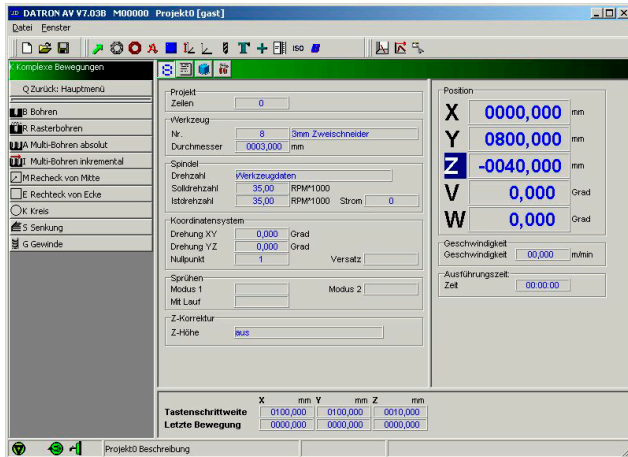 DATRON AV V7.03B M00000 Projekt0 [gast]
Datei Fenster
ISO
K Komplexe Bewegungen
Q Zurück: Hauptmenü
B Bohren
R Rasterbohren
A Multi-Bohren absolut
I Multi-Bohren inkremental
M Recheck von Mitte
E Rechteck von Ecke
K Kreis
S Senkung
G Gewinde
Projekt
Zeilen 0
Werkzeug
Nr. 8 3mm Zweischneider
Durchmesser 0003,000 mm
Spindel
Drehzahl Werkzeugdaten
Solldrehzahl 35,00 RPM*1000
Istdrehzahl 35,00 RPM*1000 Strom 0
Koordinatensystem
Drehung XY 0,000 Grad
Drehung YZ 0,000 Grad
Nullpunkt 1 Versatz
Sprühen
Modus 1 Modus 2
Mit Lauf
Z-Korrektur
Z-Höhe aus
Position
X 0000,000 mm
Y 0800,000 mm
Z -0040,000 mm
V 0,000 Grad
W 0,000 Grad
Geschwindigkeit
Geschwindigkeit 00,000 m/min
Ausführungszeit:
Zeit 00:00:00
X mm Y mm Z mm
Tastenschrittweite 0100,000 0100,000 0010,000
Letzte Bewegung 0000,000 0000,000 0000,000
Projekt0 Beschreibung